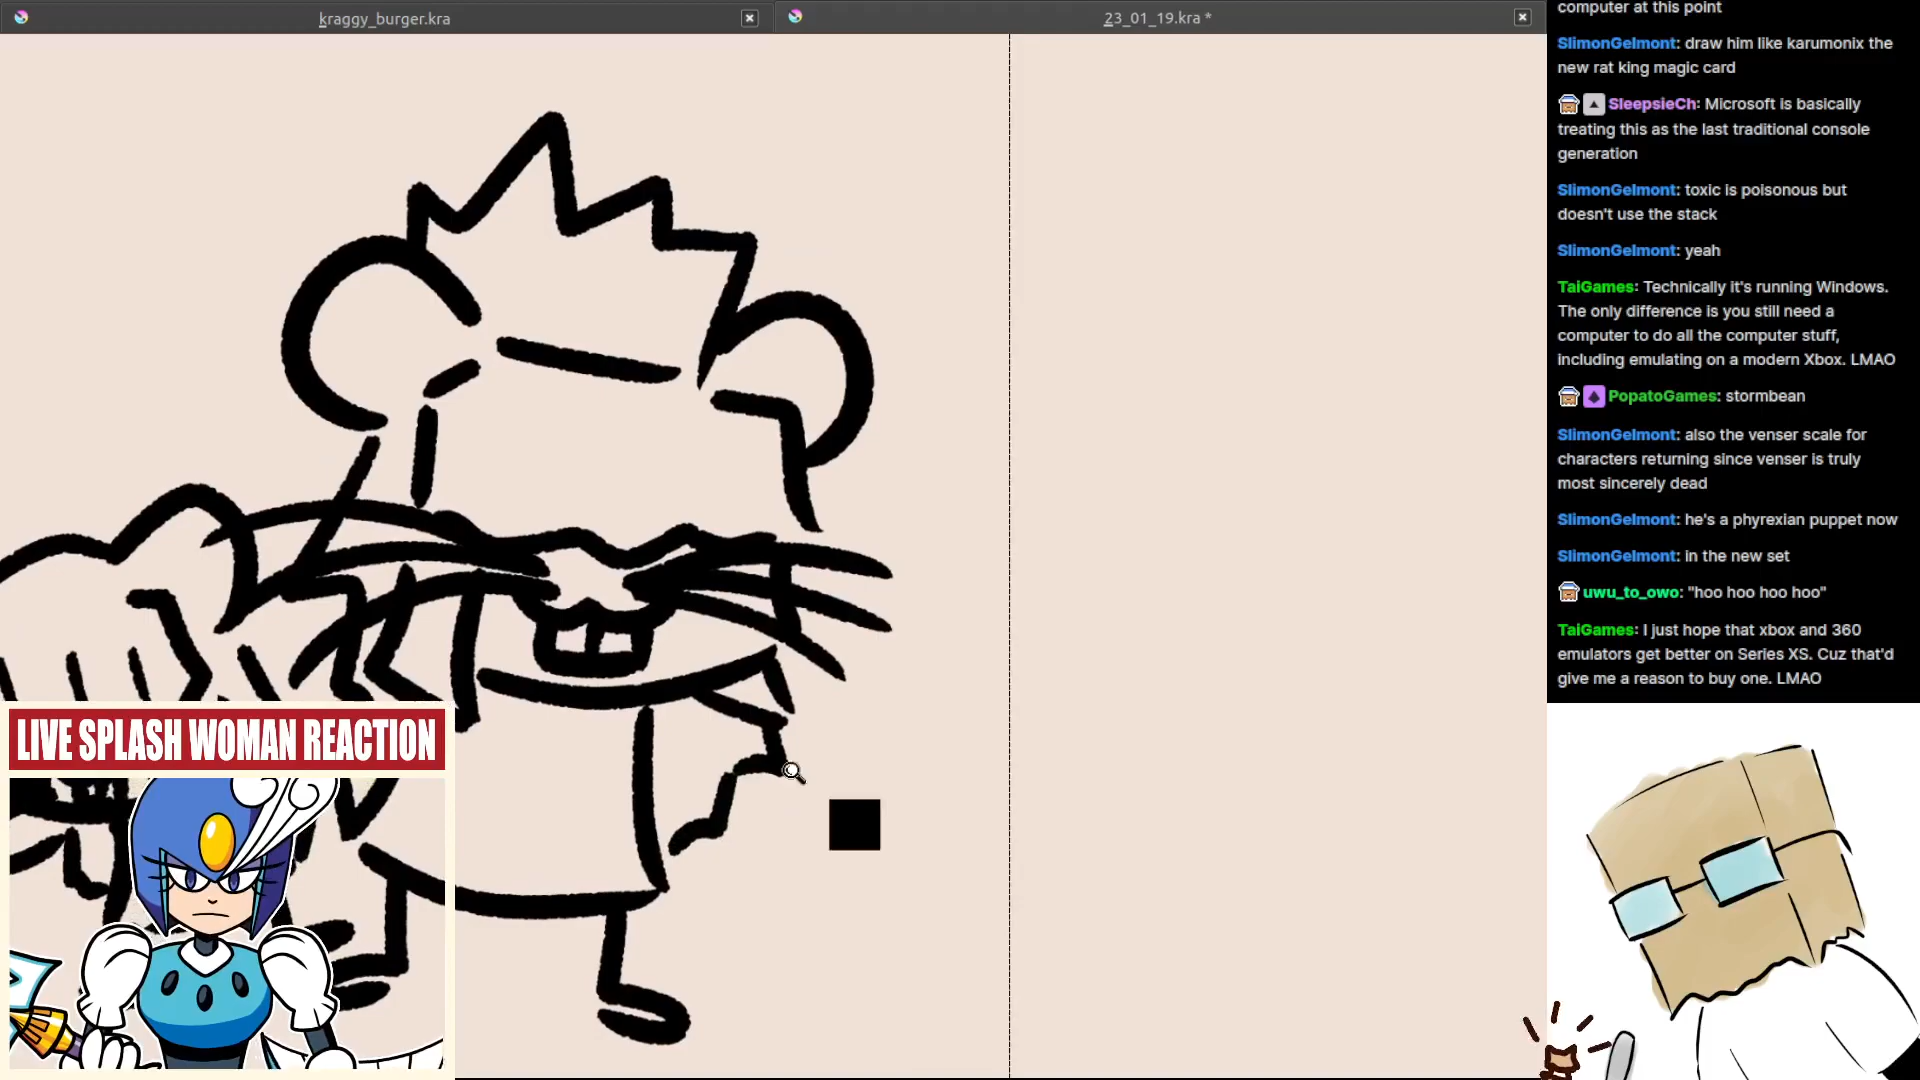 kraggy_burger.kra
23_01_19.kra *
computer at this point
SlimonGelmont: draw him like karumonix the
new rat king magic card
SleepsieCh: Microsoft is basically
treating this as the last traditional console
generation
SlimonGelmont: toxic is poisonous but
doesn't use the stack
SlimonGelmont: yeah
TaiGames: Technically it's running Windows.
The only difference is you still need a
computer to do all the computer stuff,
including emulating on a modern Xbox. LMAO
PopatoGames: stormbean
SlimonGelmont: also the venser scale for
characters returning since venser is truly
most sincerely dead
SlimonGelmont: he's a phyrexian puppet now
SlimonGelmont: in the new set
uwu_to_owo: "hoo hoo hoo hoo"
TaiGames: I just hope that xbox and 360
emulators get better on Series XS. Cuz that'd
give me a reason to buy one. LMAO
LIVE SPLASH WOMAN REACTION